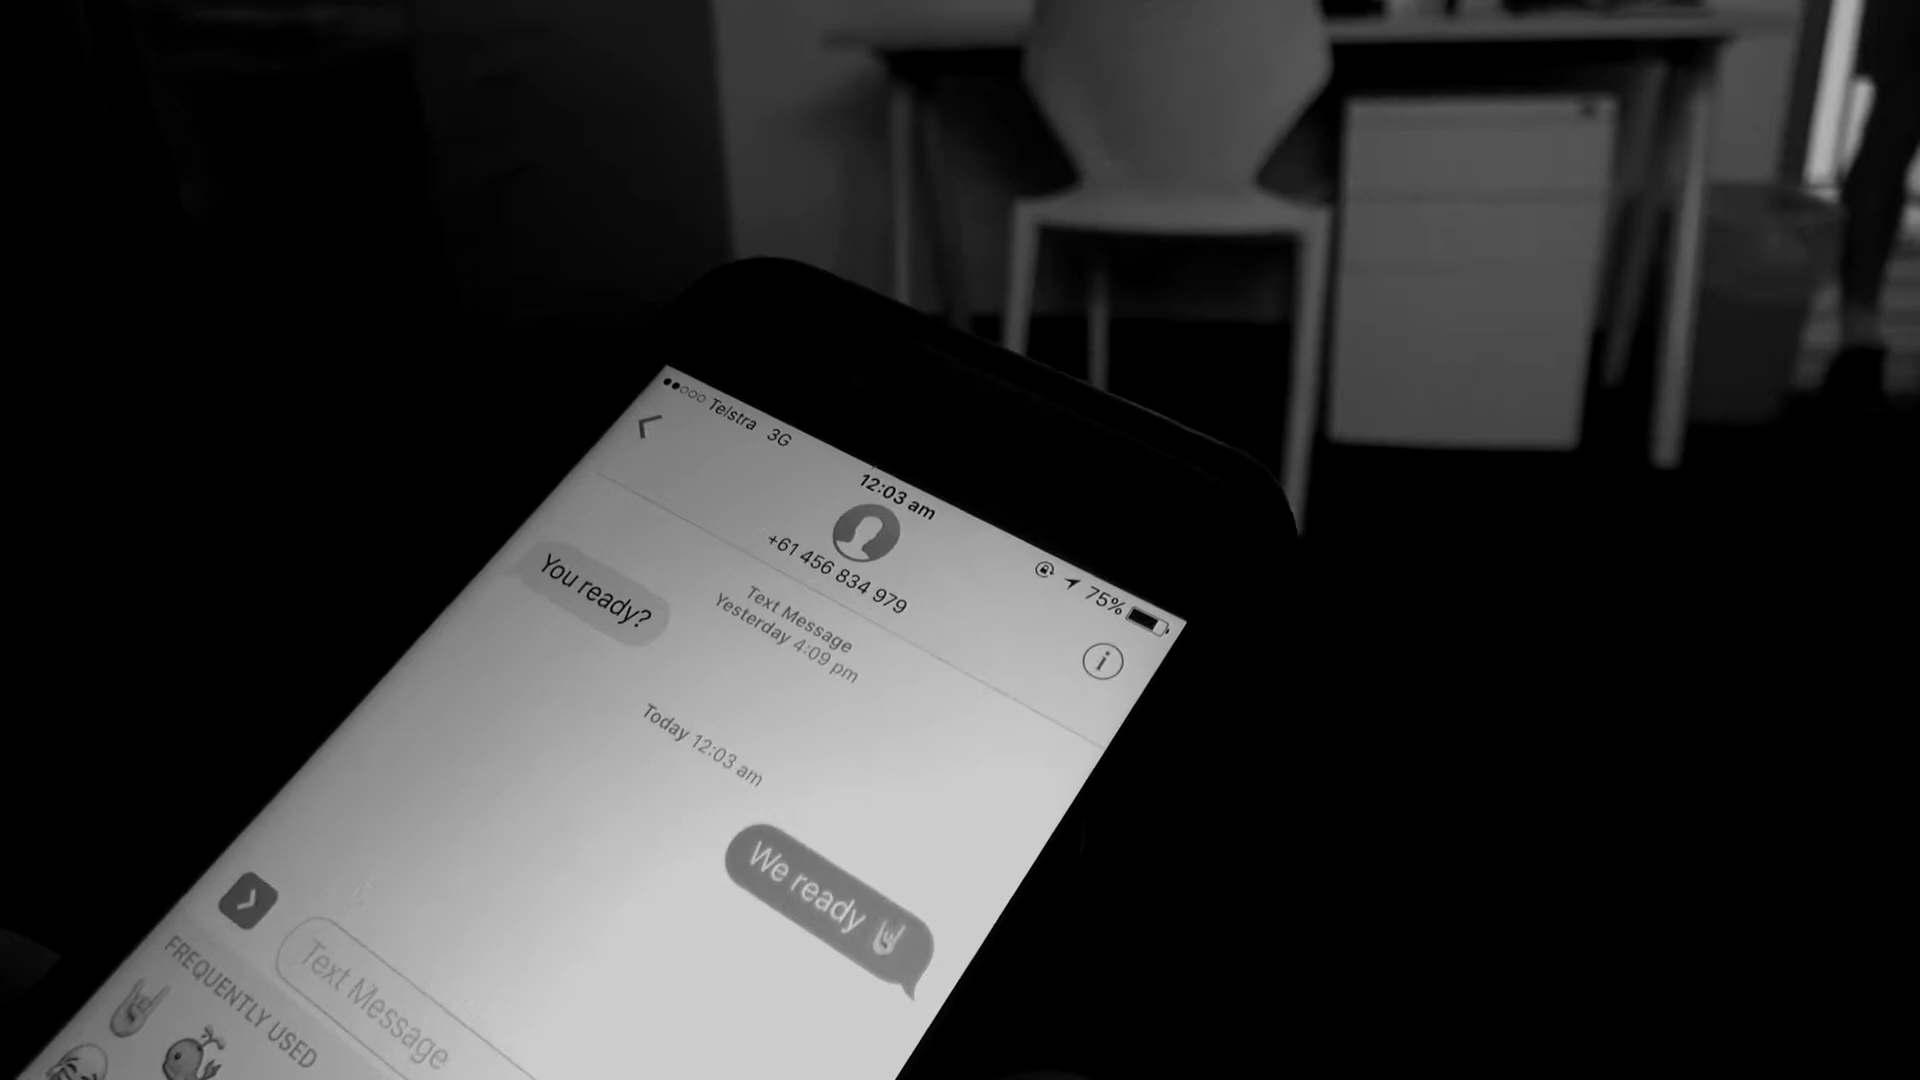 Telstra 3G
12:03 am
75%
+61 456 834 979
Text Message
Yesterday 4:09 pm
You ready?
Today 12:03 am
We ready 🤘
Text Message
FREQUENTLY USED